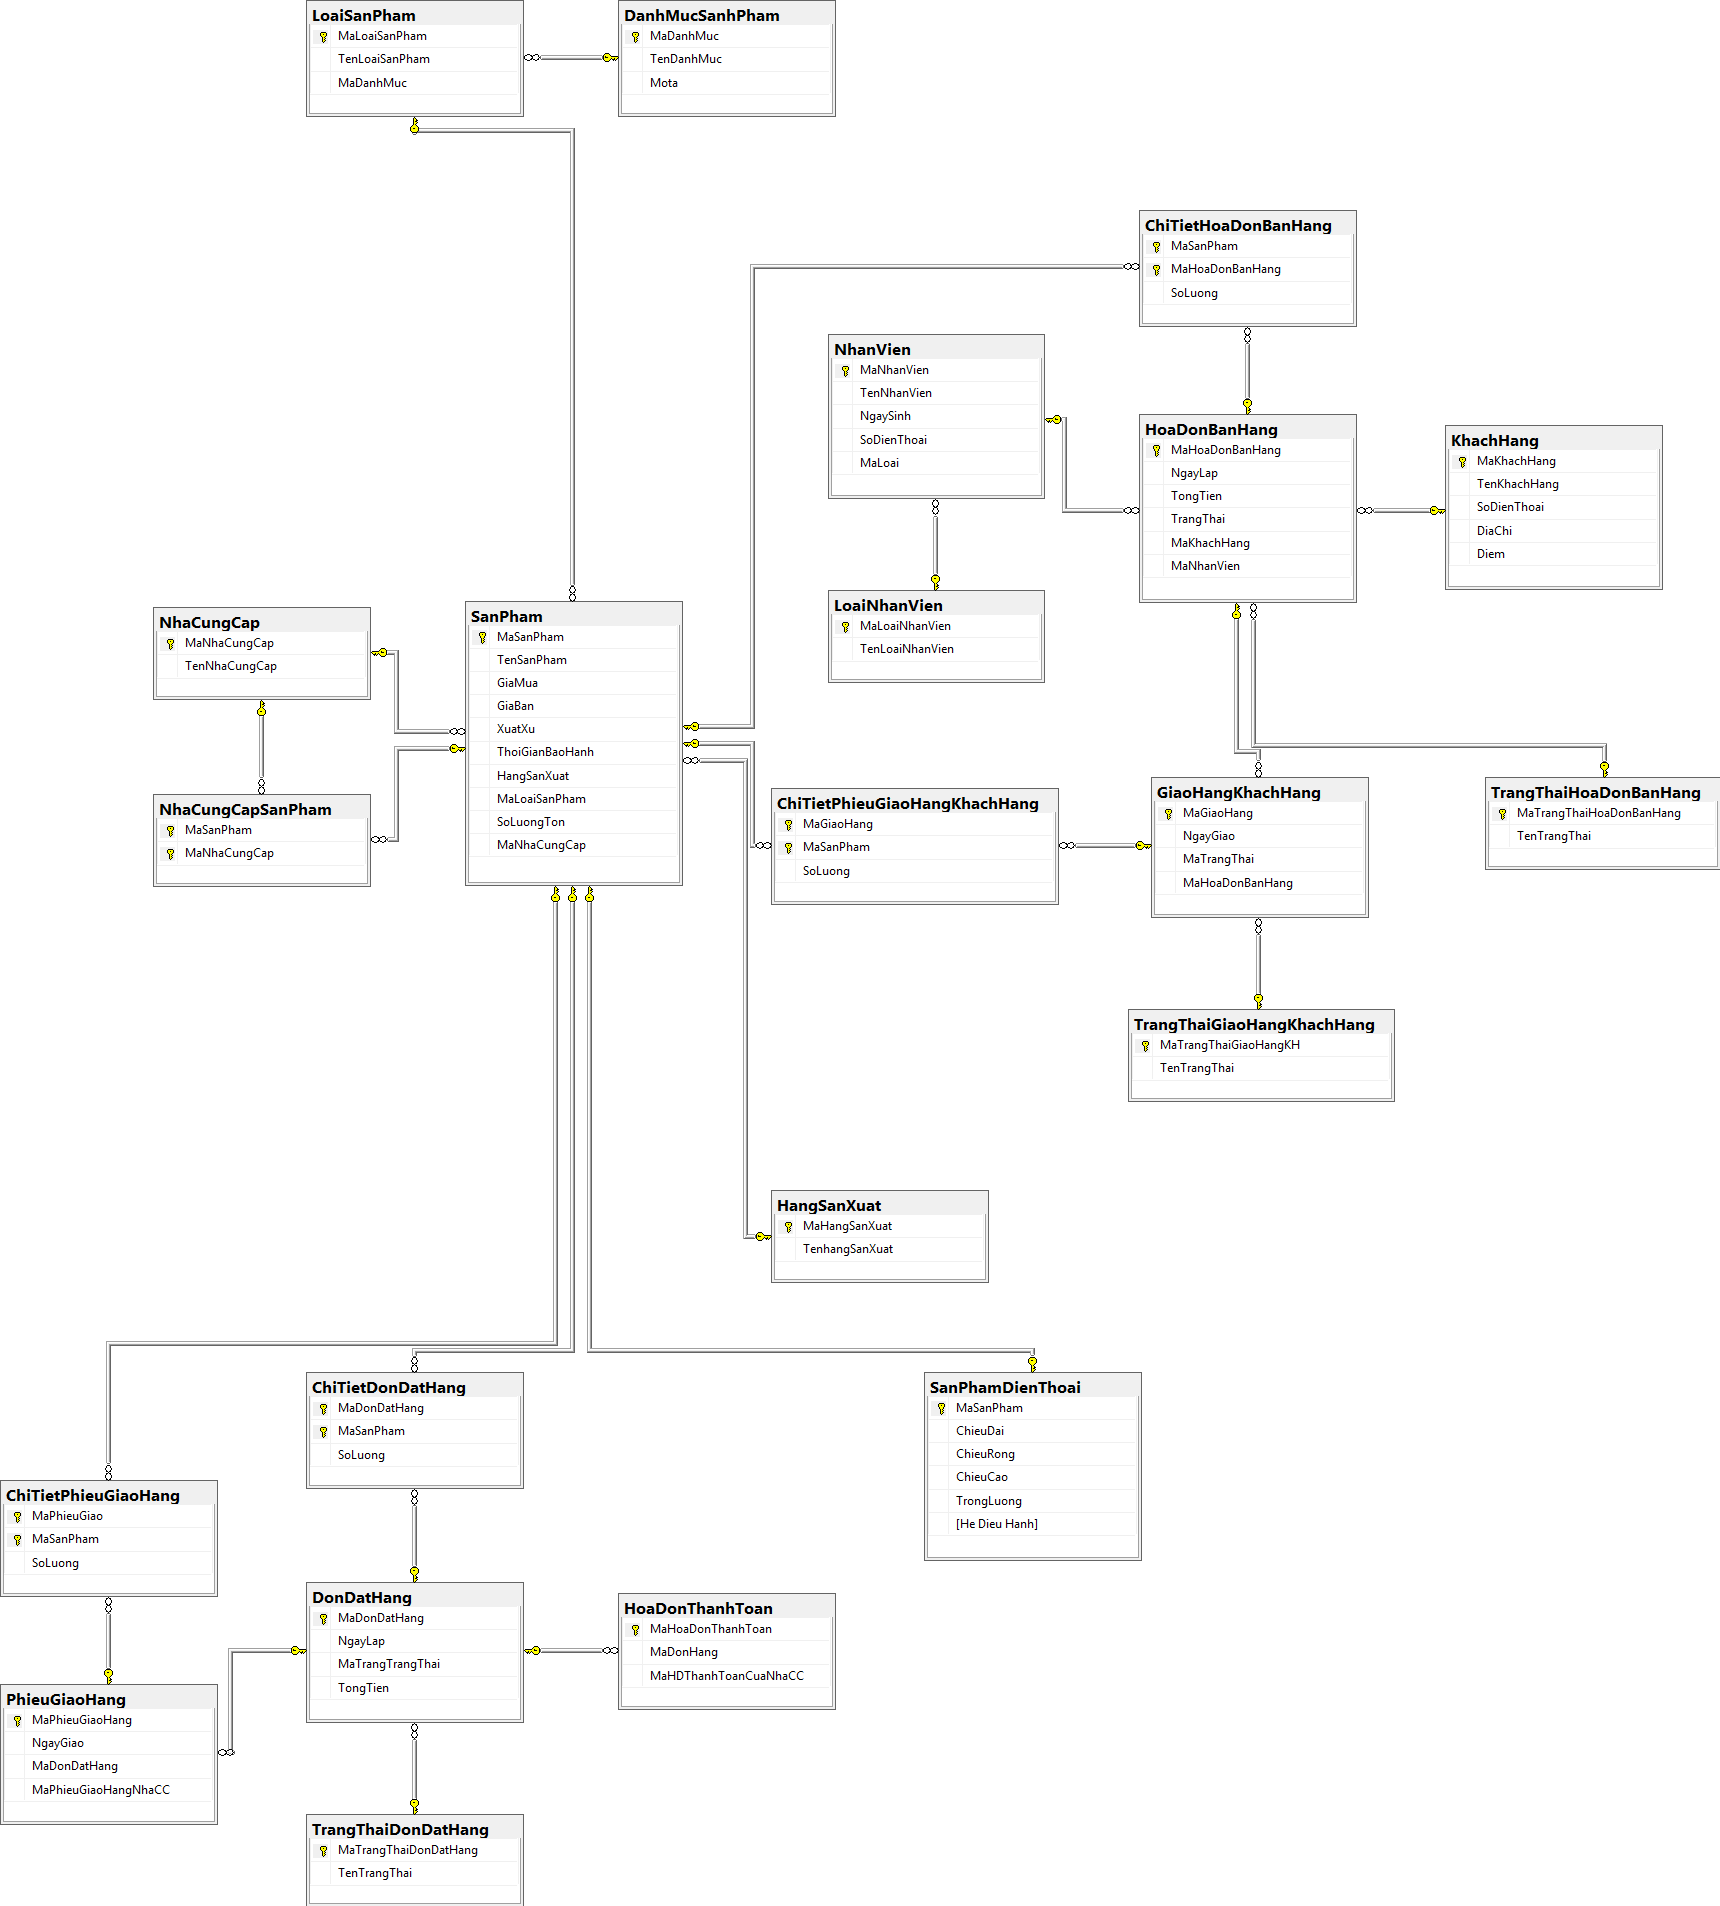 LoaiSanPham
MaLoaiSanPham
TenLoaiSanPham
MaDanhMuc
DanhMucSanhPham
MaDanhMuc
TenDanhMuc
Mota
ChiTietHoaDonBanHang
MaSanPham
MaHoaDonBanHang
SoLuong
NhanVien
MaNhanVien
TenNhanVien
NgaySinh
SoDienThoai
MaLoai
HoaDonBanHang
MaHoaDonBanHang
NgayLap
TongTien
TrangThai
MaKhachHang
MaNhanVien
KhachHang
MaKhachHang
TenKhachHang
SoDienThoai
DiaChi
Diem
LoaiNhanVien
MaLoaiNhanVien
TenLoaiNhanVien
NhaCungCap
MaNhaCungCap
TenNhaCungCap
SanPham
MaSanPham
TenSanPham
GiaMua
GiaBan
XuatXu
ThoiGianBaoHanh
HangSanXuat
MaLoaiSanPham
SoLuongTon
MaNhaCungCap
NhaCungCapSanPham
MaSanPham
MaNhaCungCap
ChiTietPhieuGiaoHangKhachHang
MaGiaoHang
MaSanPham
SoLuong
GiaoHangKhachHang
MaGiaoHang
NgayGiao
MaTrangThai
MaHoaDonBanHang
TrangThaiHoaDonBanHang
MaTrangThaiHoaDonBanHang
TenTrangThai
TrangThaiGiaoHangKhachHang
MaTrangThaiGiaoHangKH
TenTrangThai
HangSanXuat
MaHangSanXuat
TenhangSanXuat
ChiTietDonDatHang
MaDonDatHang
MaSanPham
SoLuong
SanPhamDienThoai
MaSanPham
ChieuDai
ChieuRong
ChieuCao
TrongLuong
[He Dieu Hanh]
ChiTietPhieuGiaoHang
MaPhieuGiao
MaSanPham
SoLuong
DonDatHang
MaDonDatHang
NgayLap
MaTrangTrangThai
TongTien
HoaDonThanhToan
MaHoaDonThanhToan
MaDonHang
MaHDThanhToanCuaNhaCC
PhieuGiaoHang
MaPhieuGiaoHang
NgayGiao
MaDonDatHang
MaPhieuGiaoHangNhaCC
TrangThaiDonDatHang
MaTrangThaiDonDatHang
TenTrangThai